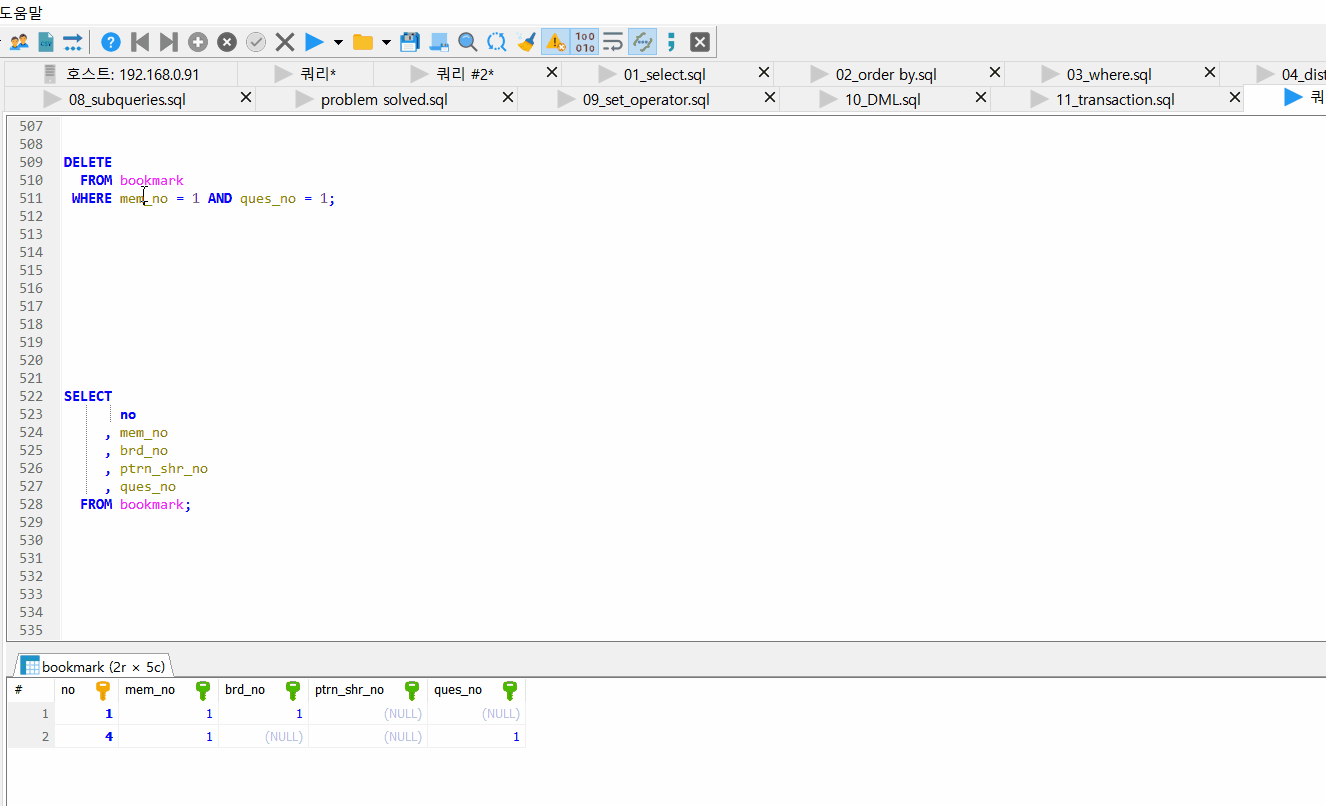 도움말
호스트: 192.168.0.91 쿼리* 쿼리 #2* 01_select.sql 02_order by.sql 03_where.sql 04_dist
08_subqueries.sql problem solved.sql 09_set_operator.sql 10_DML.sql 11_transaction.sql 쿼
507
508
509 DELETE
510 FROM bookmark
511 WHERE mem_no = 1 AND ques_no = 1;
512
513
514
515
516
517
518
519
520
521
522 SELECT
523 no
524 , mem_no
525 , brd_no
526 , ptrn_shr_no
527 , ques_no
528 FROM bookmark;
529
530
531
532
533
534
535
bookmark (2r × 5c)
# no mem_no brd_no ptrn_shr_no ques_no
1 1 1 1 (NULL) (NULL)
2 4 1 (NULL) (NULL) 1